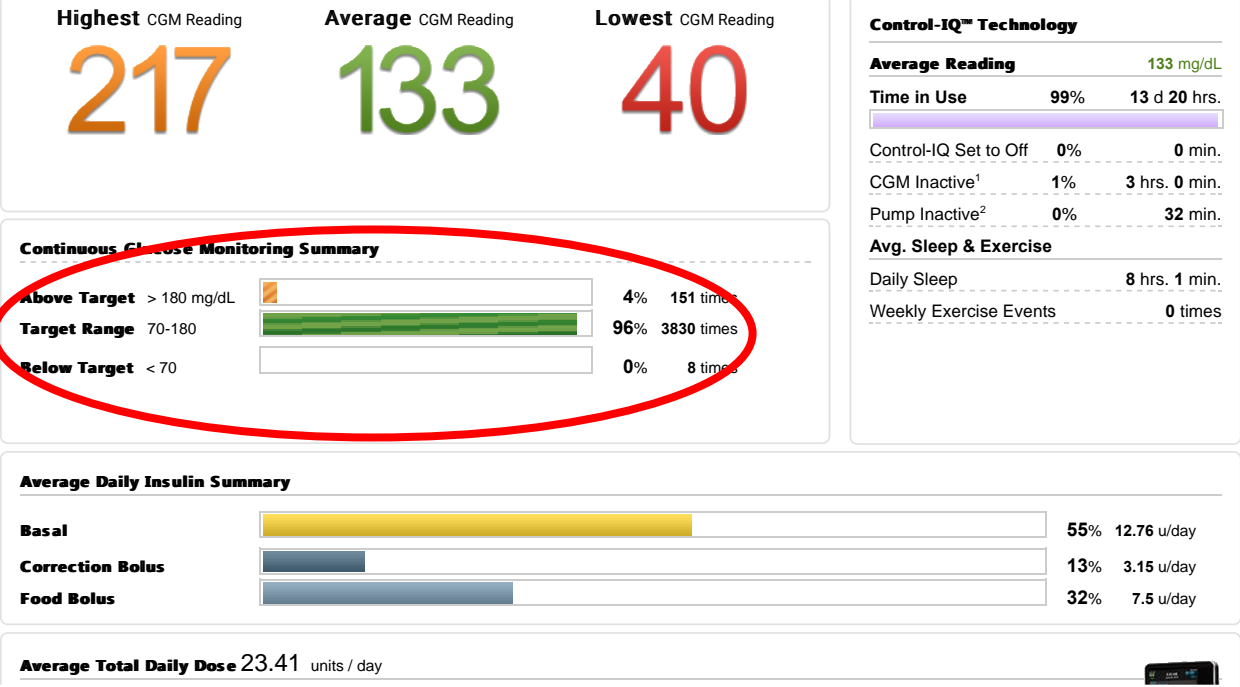 Highest CGM Reading
217
Average CGM Reading
133
Lowest CGM Reading
40
Control-IQ™ Technology
Average Reading 133 mg/dL
Time in Use 99% 13 d 20 hrs.
Control-IQ Set to Off 0% 0 min.
CGM Inactive¹ 1% 3 hrs. 0 min.
Pump Inactive² 0% 32 min.
Avg. Sleep & Exercise
Daily Sleep 8 hrs. 1 min.
Weekly Exercise Events 0 times
Continuous Glucose Monitoring Summary
Above Target > 180 mg/dL 4% 151 times
Target Range 70-180 96% 3830 times
Below Target < 70 0% 8 times
Average Daily Insulin Summary
Basal 55% 12.76 u/day
Correction Bolus 13% 3.15 u/day
Food Bolus 32% 7.5 u/day
Average Total Daily Dose 23.41 units / day